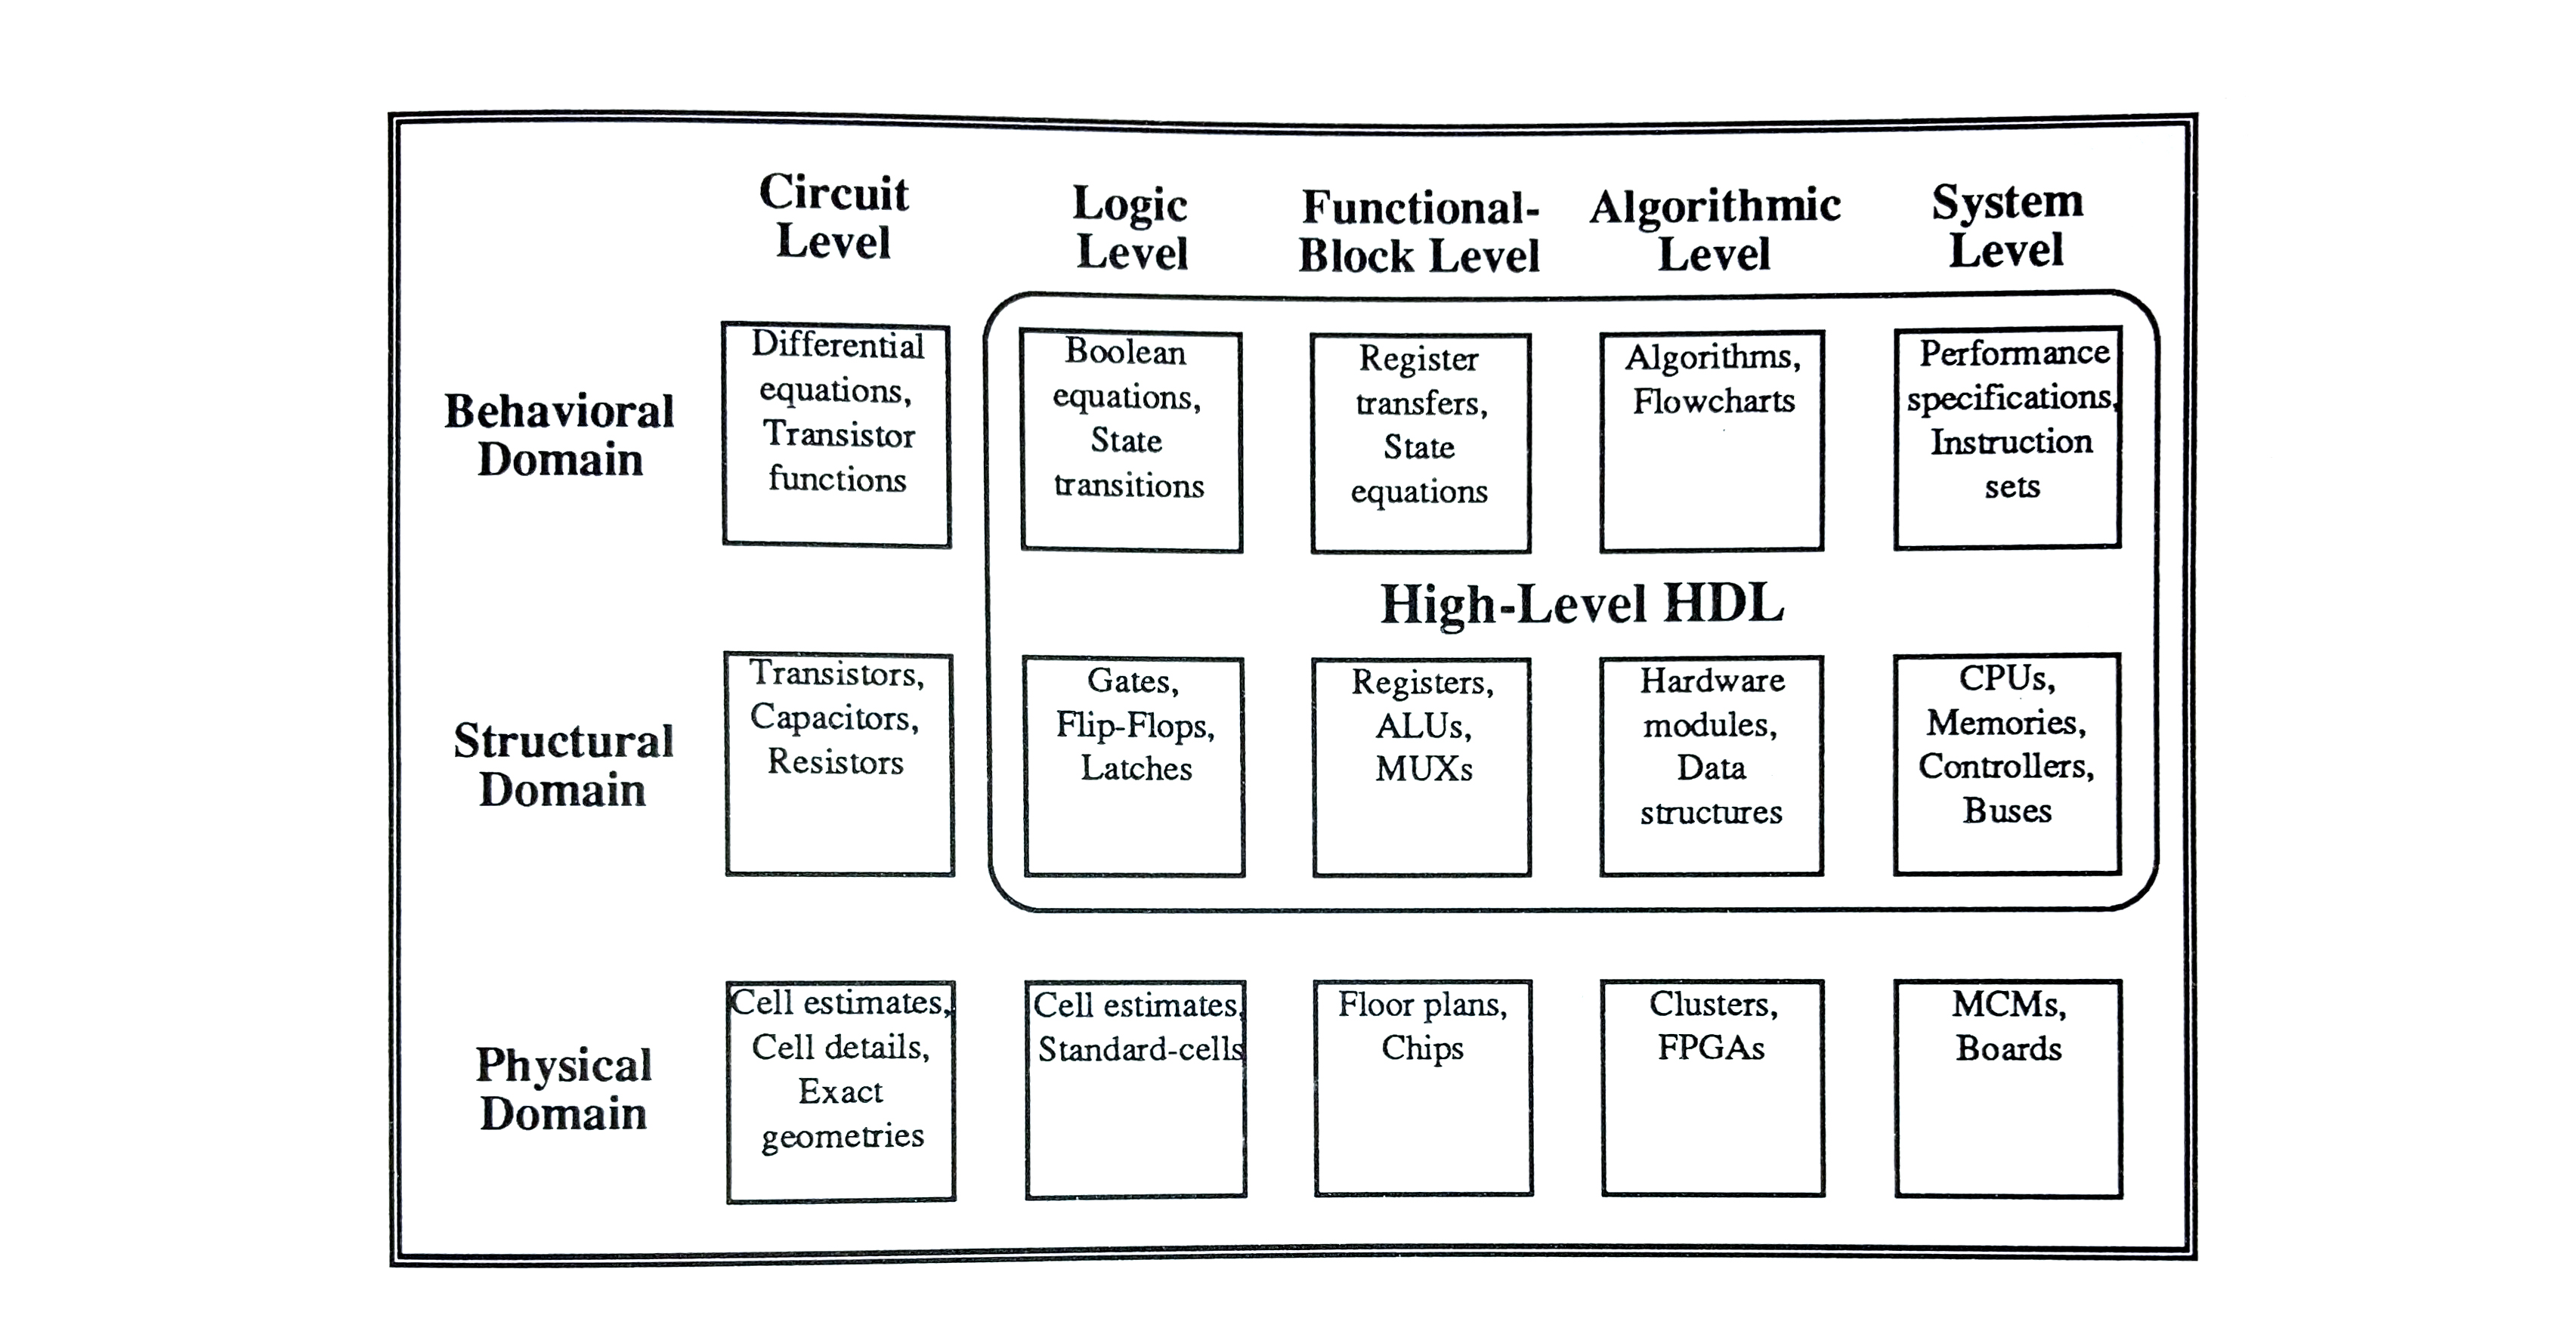 Circuit
Level
Logic
Level
Functional-
Block Level
Algorithmic
Level
System
Level
Behavioral
Domain
Differential
equations,
Transistor
functions
Boolean
equations,
State
transitions
Register
transfers,
State
equations
Algorithms,
Flowcharts
Performance
specifications,
Instruction
sets
High-Level HDL
Structural
Domain
Transistors,
Capacitors,
Resistors
Gates,
Flip-Flops,
Latches
Registers,
ALUs,
MUXs
Hardware
modules,
Data
structures
CPUs,
Memories,
Controllers,
Buses
Physical
Domain
Cell estimates,
Cell details,
Exact
geometries
Cell estimates,
Standard-cells
Floor plans,
Chips
Clusters,
FPGAs
MCMs,
Boards